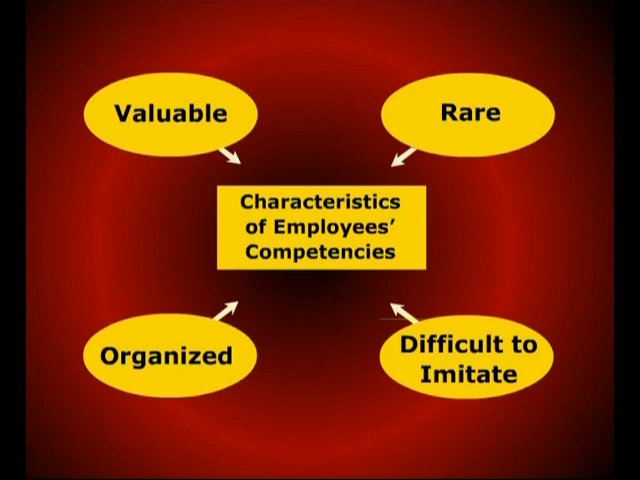 Valuable
Rare
Characteristics
of Employees’
Competencies
Organized
Difficult to
Imitate